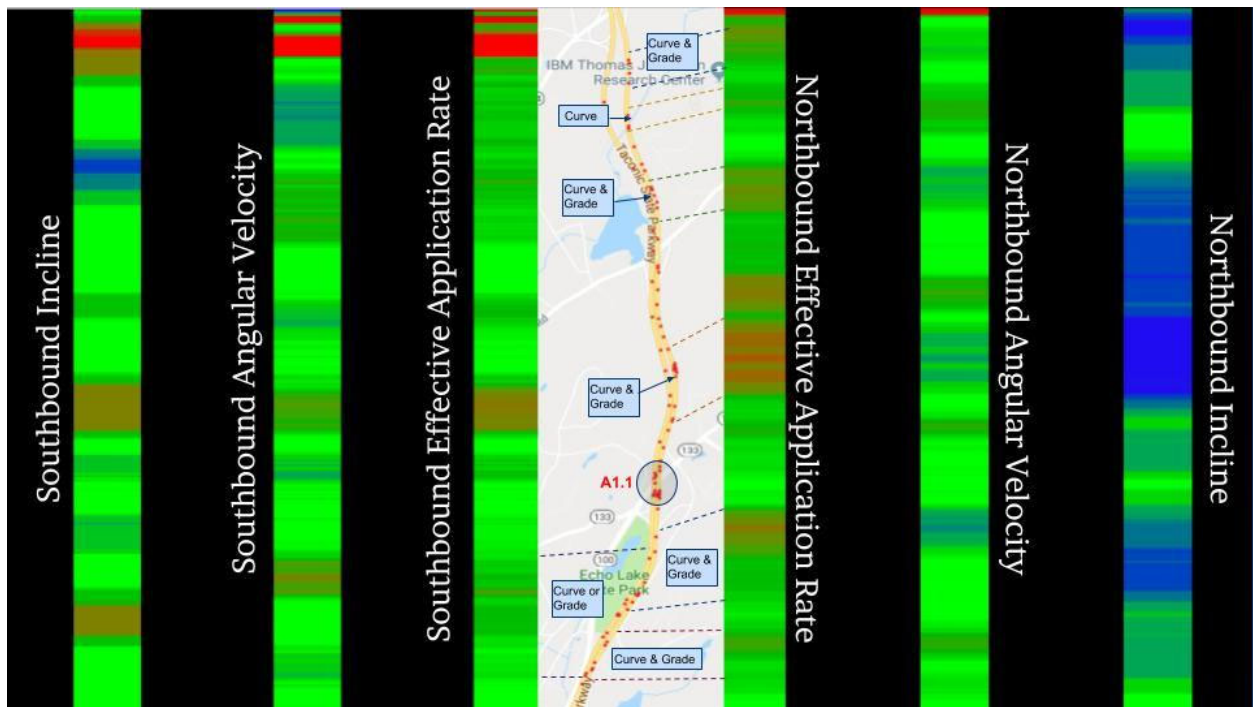 Southbound Incline
Southbound Angular Velocity
Southbound Effective Application Rate
Curve &
Grade
IBM Thomas J
Research Center
Curve
Taconic State Parkway
Curve &
Grade
Curve &
Grade
133
A1.1
133
100
Curve &
Grade
Echo Lake
Park
Curve or
Grade
Curve & Grade
Northbound Effective Application Rate
Northbound Angular Velocity
Northbound Incline